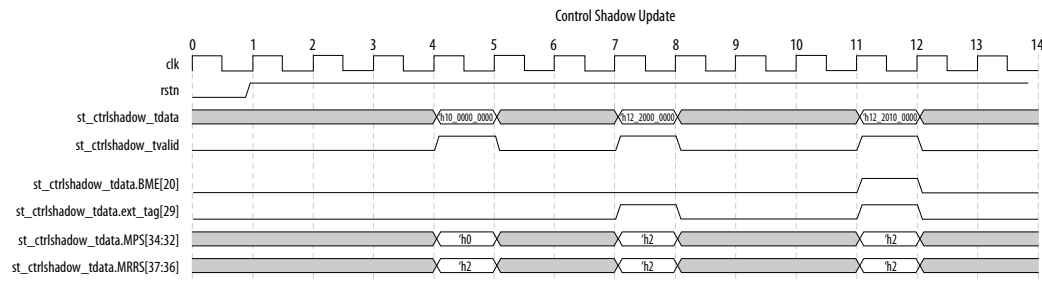 Control Shadow Update
0 1 2 3 4 5 6 7 8 9 10 11 12 13 14
clk
rstn
st_ctrlshadow_tdata 'h10_0000_0000 'h12_2000_0000 'h12_2010_0000
st_ctrlshadow_tvalid
st_ctrlshadow_tdata.BME[20]
st_ctrlshadow_tdata.ext_tag[29]
st_ctrlshadow_tdata.MPS[34:32] 'h0 'h2 'h2
st_ctrlshadow_tdata.MRRS[37:36] 'h2 'h2 'h2